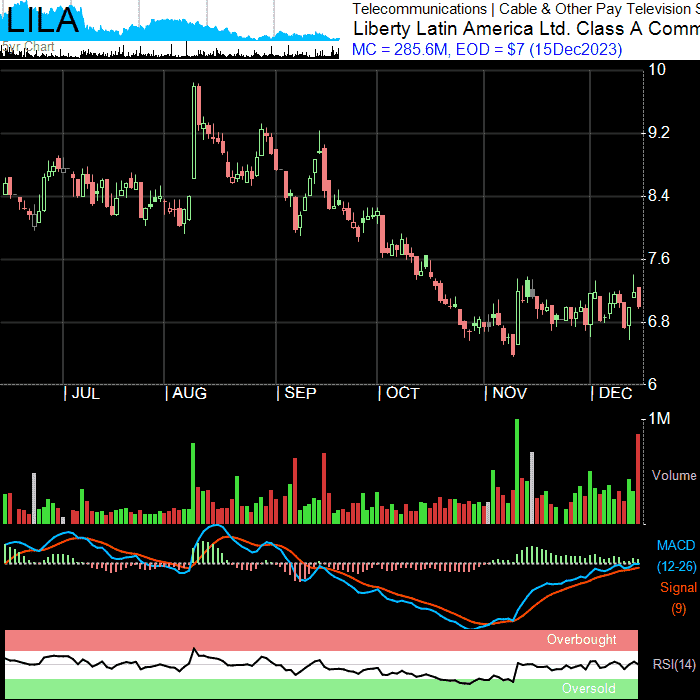 LILA
5yr Chart
Telecommunications | Cable & Other Pay Television S
Liberty Latin America Ltd. Class A Comm
MC = 285.6M, EOD = $7 (15Dec2023)
10
9.2
8.4
7.6
6.8
6
| JUL | AUG | SEP | OCT | NOV | DEC
1M
Volume
MACD
(12-26)
Signal
(9)
Overbought
RSI(14)
Oversold